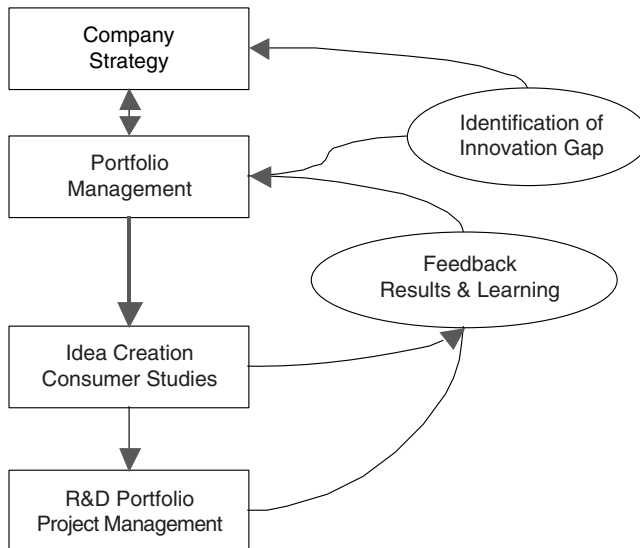 Company
Strategy
Identification of
Innovation Gap
Portfolio
Management
Feedback
Results & Learning
Idea Creation
Consumer Studies
R&D Portfolio
Project Management